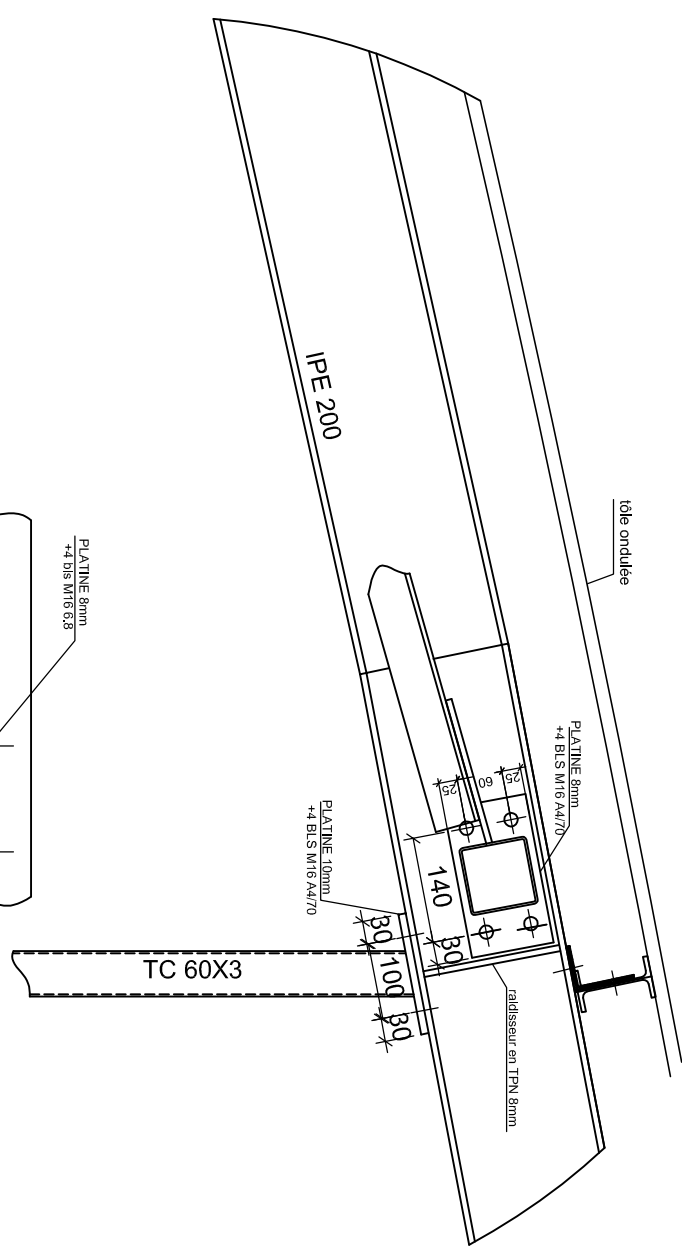 tôle ondulée
IPE 200
PLATINE 8mm
+4 bls M16 6.8
PLATINE 8mm
+4 BLS M16 A4/70
25
60
25
PLATINE 10mm
+4 BLS M16 A4/70
140
30
30
100
30
TC 60X3
raidisseur en TPN 8mm